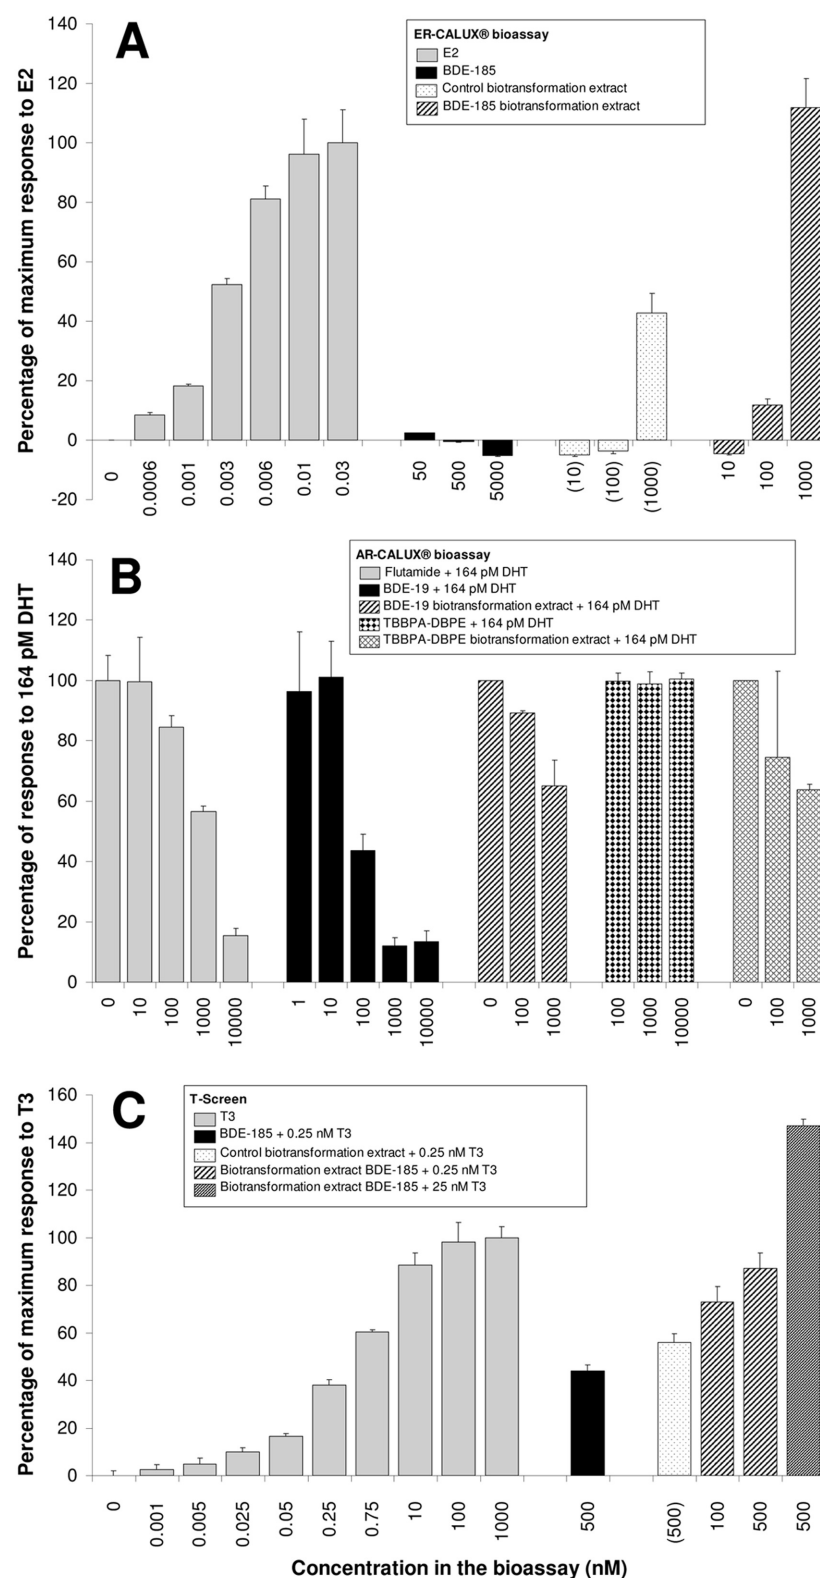 A
ER-CALUX® bioassay
E2
BDE-185
Control biotransformation extract
BDE-185 biotransformation extract
Percentage of maximum response to E2
140
120
100
80
60
40
20
0
-20
0 0.0006 0.001 0.003 0.006 0.01 0.03 50 500 5000 (10) (100) (1000) 10 100 1000
B
AR-CALUX® bioassay
Flutamide + 164 pM DHT
BDE-19 + 164 pM DHT
BDE-19 biotransformation extract + 164 pM DHT
TBBPA-DBPE + 164 pM DHT
TBBPA-DBPE biotransformation extract + 164 pM DHT
Percentage of response to 164 pM DHT
140
120
100
80
60
40
20
0
0 10 100 1000 10000 1 10 100 1000 10000 0 100 1000 100 1000 10000 0 100 1000
C
T-Screen
T3
BDE-185 + 0.25 nM T3
Control biotransformation extract + 0.25 nM T3
Biotransformation extract BDE-185 + 0.25 nM T3
Biotransformation extract BDE-185 + 25 nM T3
Percentage of maximum response to T3
160
140
120
100
80
60
40
20
0
0 0.001 0.005 0.025 0.05 0.25 0.75 10 100 1000 500 (500) 100 500 500
Concentration in the bioassay (nM)